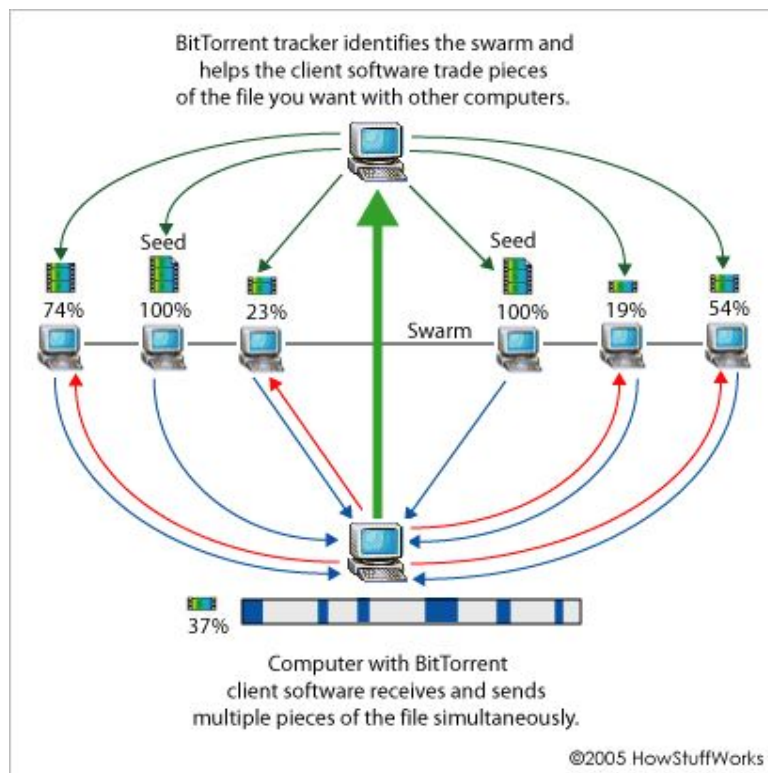 BitTorrent tracker identifies the swarm and
helps the client software trade pieces
of the file you want with other computers.
Seed
Seed
74%
100%
23%
100%
19%
54%
Swarm
37%
Computer with BitTorrent
client software receives and sends
multiple pieces of the file simultaneously.
©2005 HowStuffWorks